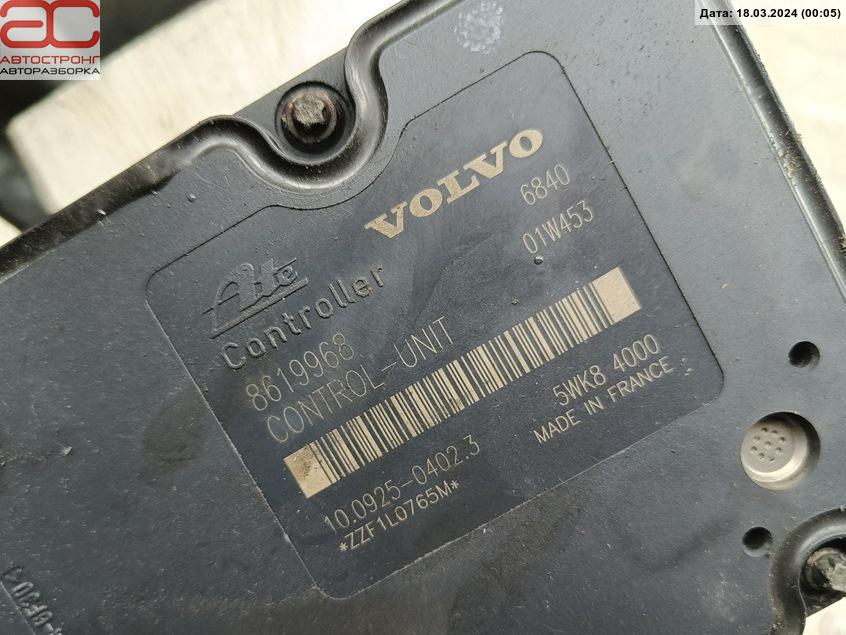 АС
АВТОСТРОНГ
АВТОРАЗБОРКА
Дата: 18.03.2024 (00:05)
VOLVO
6840
01W453
Ate
Controller
8619968
CONTROL-UNIT
5WK8 4000
MADE IN FRANCE
10.0925-0402.3
*ZZF1L0765M*